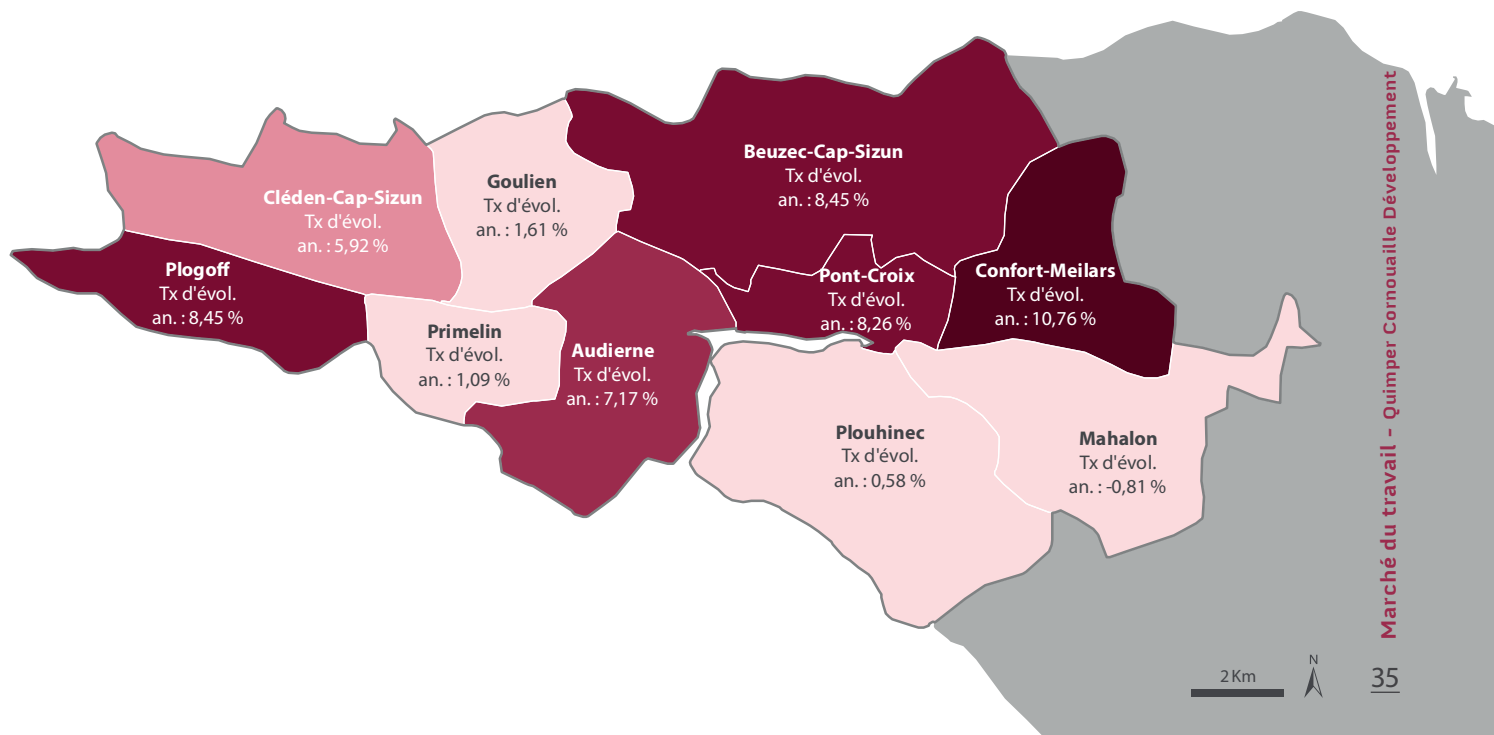 Beuzec-Cap-Sizun
Tx d'évol.
an. : 8,45 %
Goulien
Tx d'évol.
an. : 1,61 %
Cléden-Cap-Sizun
Tx d'évol.
an. : 5,92 %
Plogoff
Tx d'évol.
an. : 8,45 %
Pont-Croix
Tx d'évol.
an. : 8,26 %
Confort-Meilars
Tx d'évol.
an. : 10,76 %
Primelin
Tx d'évol.
an. : 1,09 %
Audierne
Tx d'évol.
an. : 7,17 %
Plouhinec
Tx d'évol.
an. : 0,58 %
Mahalon
Tx d'évol.
an. : -0,81 %
Marché du travail - Quimper Cornouaille Développement
2 Km
N
35